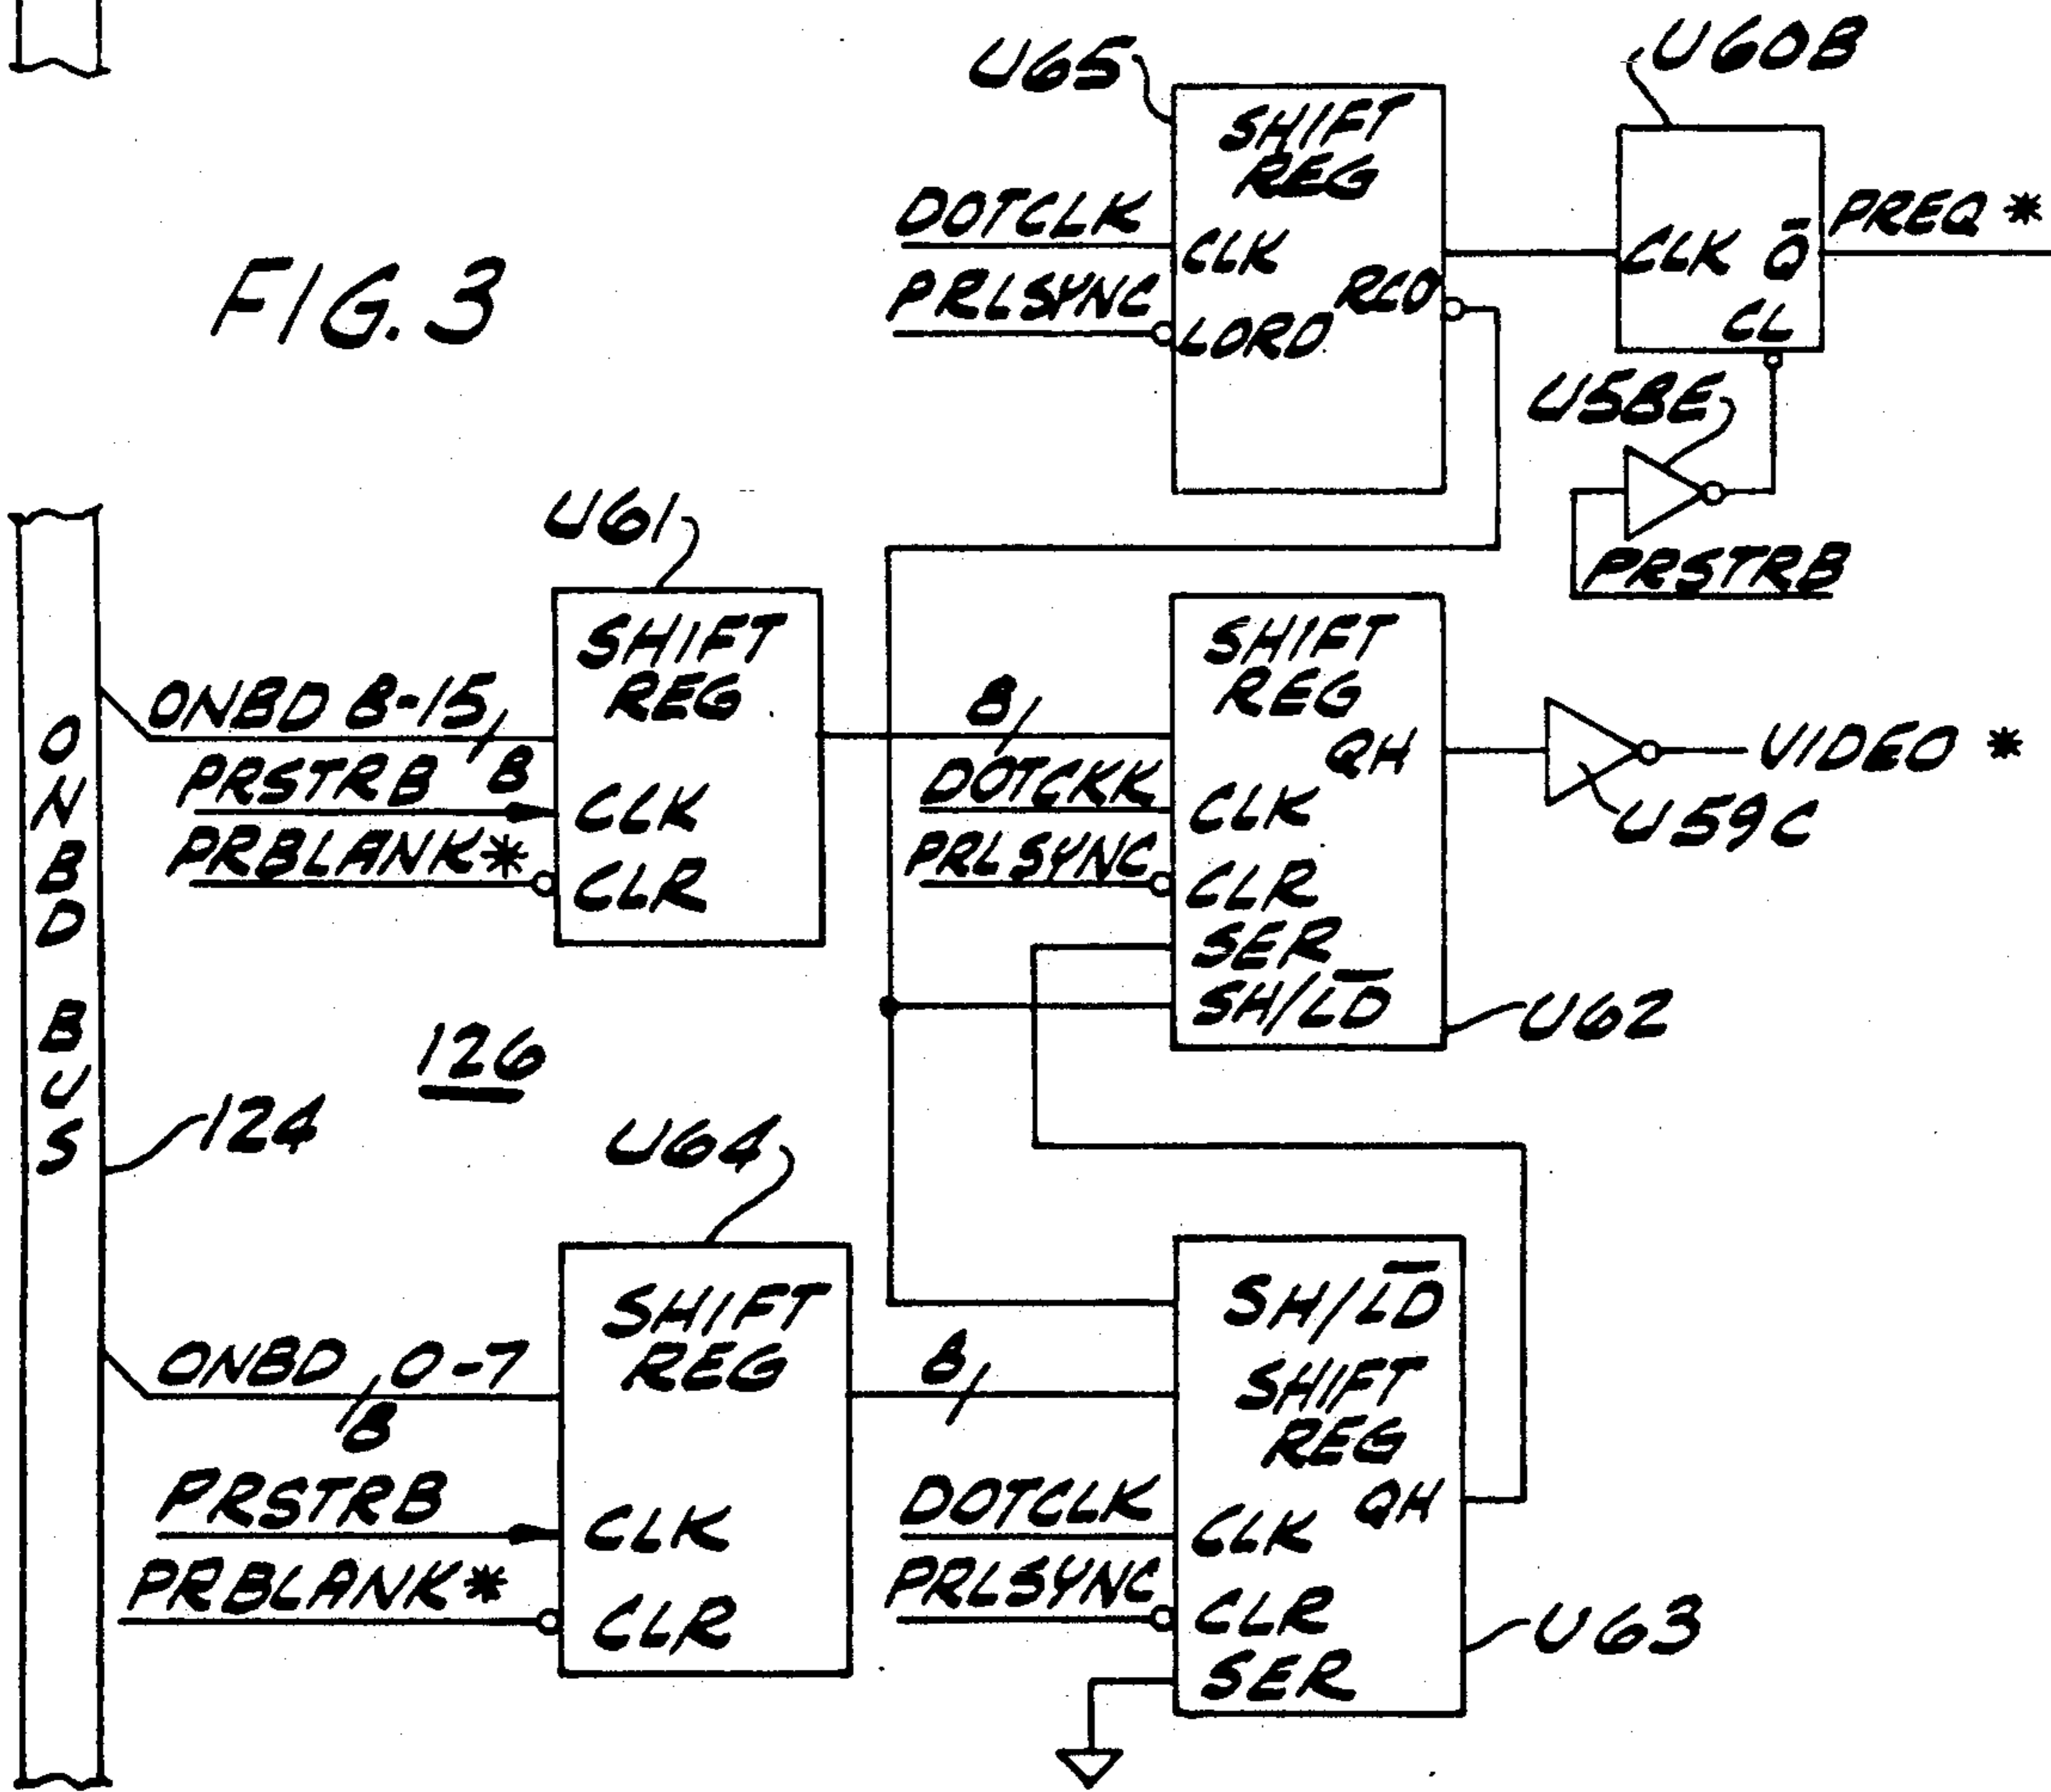 FIG. 3
U65
SHIFT
REG
DOTCLK
CLK
PRLSYNC
LORD
RCO
U60B
CLK Q̄
CL
PREQ *
U58E
PRSTRB
ONBD BUS
124
126
U61
SHIFT
REG
ONBD 8-15
8
PRSTRB
CLK
PRBLANK*
CLR
8
SHIFT
REG
QH
DOTCKK
CLK
PRLSYNC
CLR
SER
SH/L̅D̅
U62
VIDEO *
U59C
U64
SHIFT
REG
ONBD 0-7
8
PRSTRB
CLK
PRBLANK*
CLR
8
SH/L̅D̅
SHIFT
REG
QH
DOTCLK
CLK
PRLSYNC
CLR
SER
U63